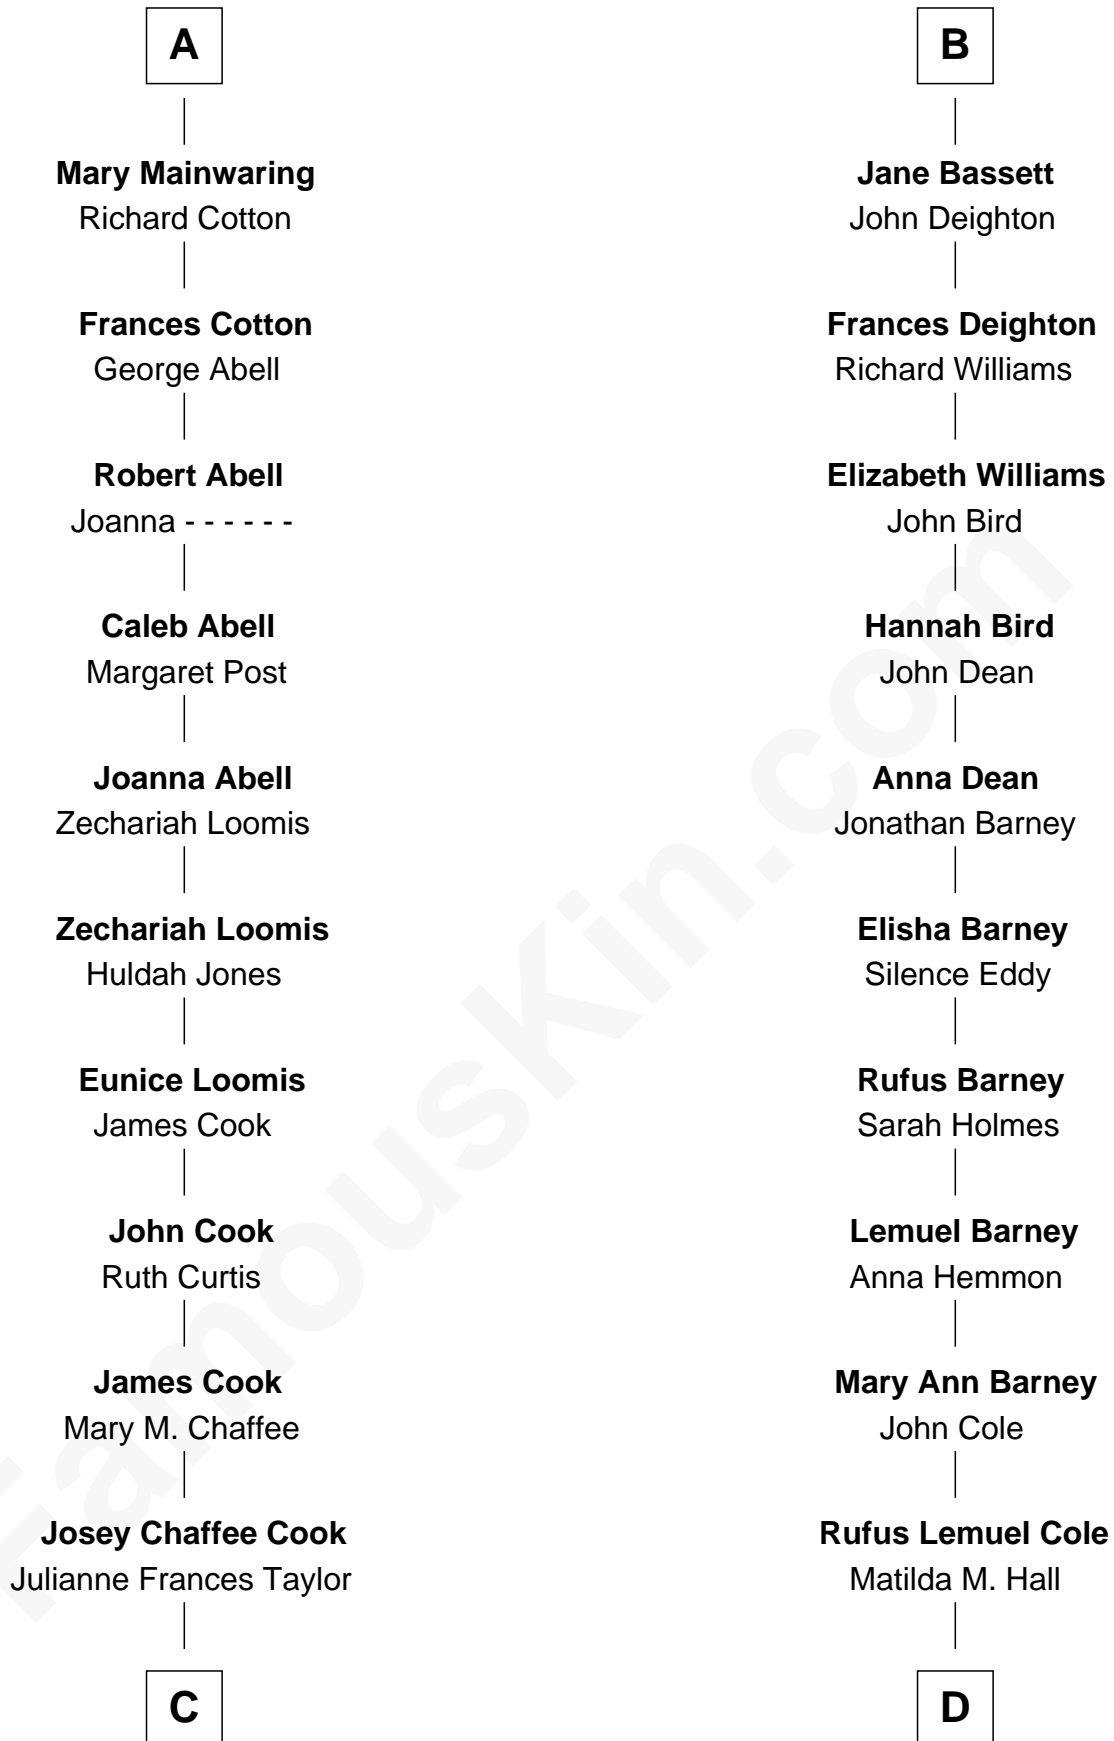 A
Mary Mainwaring
Richard Cotton
Frances Cotton
George Abell
Robert Abell
Joanna - - - - - -
Caleb Abell
Margaret Post
Joanna Abell
Zechariah Loomis
Zechariah Loomis
Huldah Jones
Eunice Loomis
James Cook
John Cook
Ruth Curtis
James Cook
Mary M. Chaffee
Josey Chaffee Cook
Julianne Frances Taylor
C
B
Jane Bassett
John Deighton
Frances Deighton
Richard Williams
Elizabeth Williams
John Bird
Hannah Bird
John Dean
Anna Dean
Jonathan Barney
Elisha Barney
Silence Eddy
Rufus Barney
Sarah Holmes
Lemuel Barney
Anna Hemmon
Mary Ann Barney
John Cole
Rufus Lemuel Cole
Matilda M. Hall
D
FamousKin.com